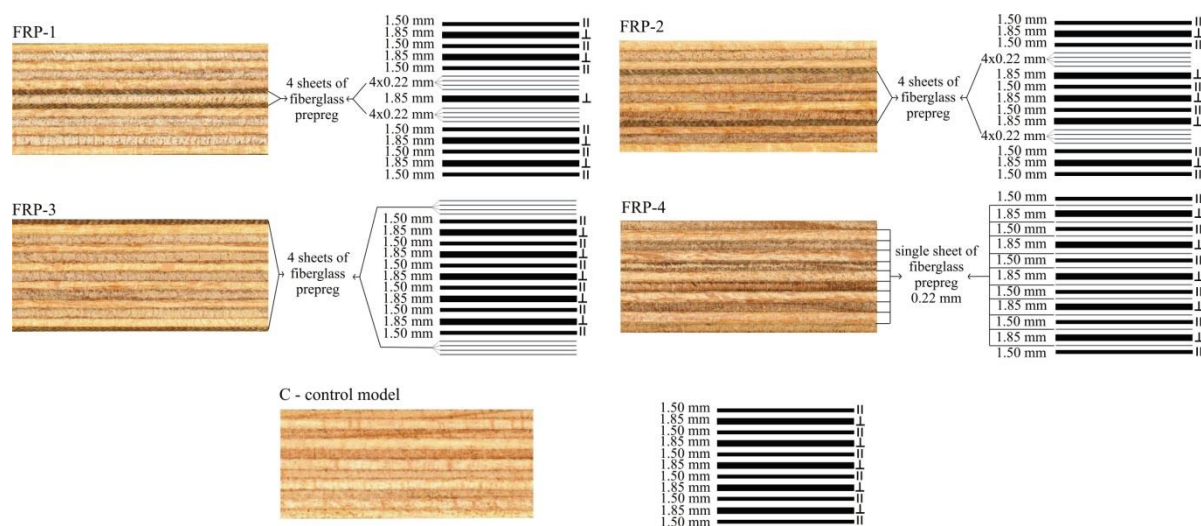 FRP-1
4 sheets of
fiberglass
prepreg
1.50 mm ||
1.85 mm ⊥
1.50 mm ||
1.85 mm ⊥
1.50 mm ||
4x0.22 mm
1.85 mm ⊥
4x0.22 mm
1.50 mm ||
1.85 mm ⊥
1.50 mm ||
1.85 mm ⊥
1.50 mm ||
FRP-2
4 sheets of
fiberglass
prepreg
1.50 mm ||
1.85 mm ⊥
1.50 mm ||
4x0.22 mm
1.85 mm ⊥
1.50 mm ||
1.85 mm ⊥
1.50 mm ||
1.85 mm ⊥
4x0.22 mm
1.50 mm ||
1.85 mm ⊥
1.50 mm ||
FRP-3
4 sheets of
fiberglass
prepreg
1.50 mm ||
1.85 mm ⊥
1.50 mm ||
1.85 mm ⊥
1.50 mm ||
1.85 mm ⊥
1.50 mm ||
1.85 mm ⊥
1.50 mm ||
1.85 mm ⊥
1.50 mm ||
FRP-4
single sheet of
fiberglass
prepreg
0.22 mm
1.50 mm ||
1.85 mm ⊥
1.50 mm ||
1.85 mm ⊥
1.50 mm ||
1.85 mm ⊥
1.50 mm ||
1.85 mm ⊥
1.50 mm ||
1.85 mm ⊥
1.50 mm ||
C - control model
1.50 mm ||
1.85 mm ⊥
1.50 mm ||
1.85 mm ⊥
1.50 mm ||
1.85 mm ⊥
1.50 mm ||
1.85 mm ⊥
1.50 mm ||
1.85 mm ⊥
1.50 mm ||